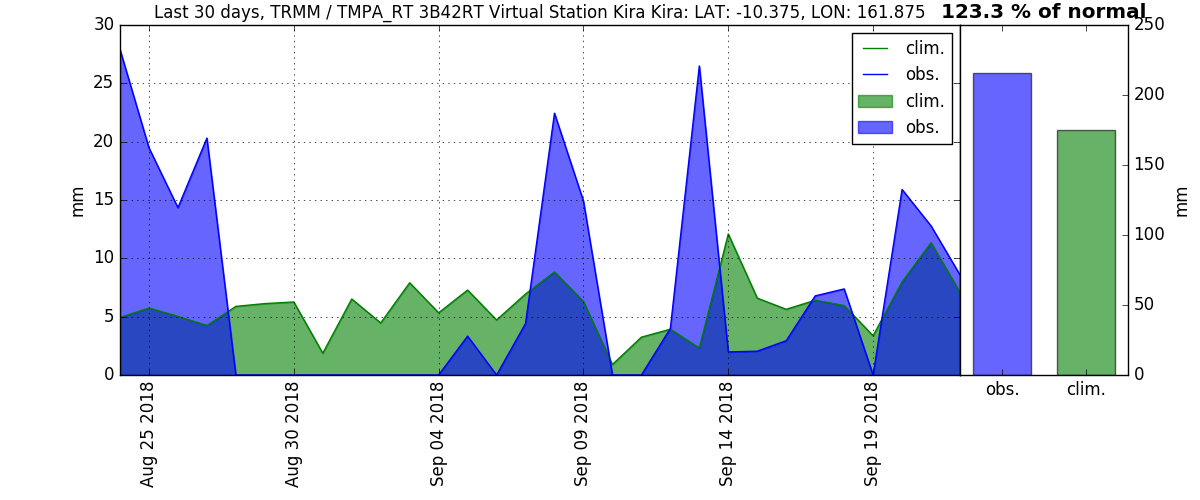 Last 30 days, TRMM / TMPA_RT 3B42RT Virtual Station Kira Kira: LAT: -10.375, LON: 161.875 123.3 % of normal
30
25
20
15
10
5
0
mm
clim.
obs.
clim.
obs.
Aug 25 2018
Aug 30 2018
Sep 04 2018
Sep 09 2018
Sep 14 2018
Sep 19 2018
250
200
150
100
50
0
mm
obs. clim.